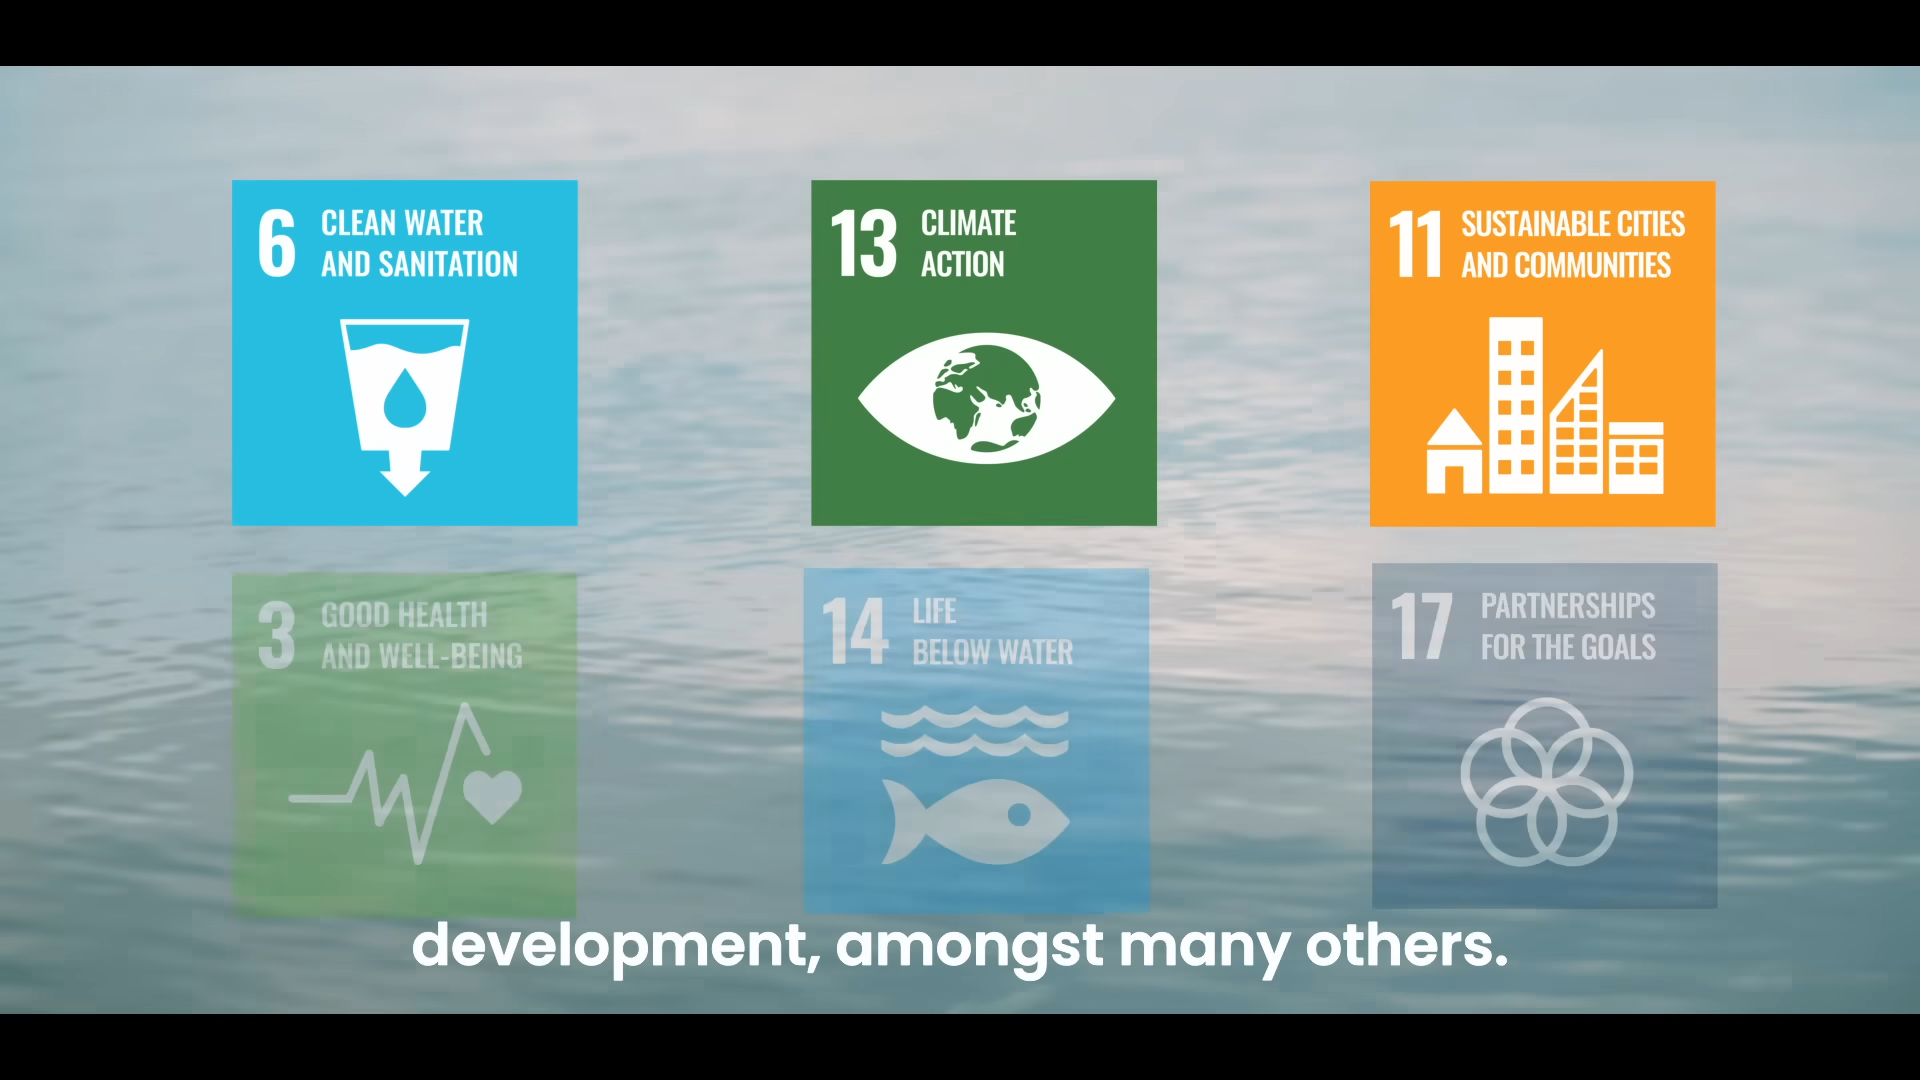 6 CLEAN WATER
AND SANITATION
13 CLIMATE
ACTION
11 SUSTAINABLE CITIES
AND COMMUNITIES
3 GOOD HEALTH
AND WELL-BEING
14 LIFE
BELOW WATER
17 PARTNERSHIPS
FOR THE GOALS
development, amongst many others.